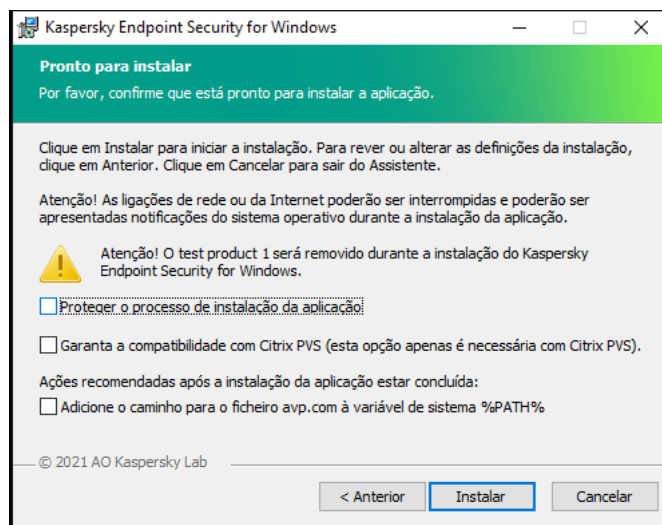 Kaspersky Endpoint Security for Windows
Pronto para instalar
Por favor, confirme que está pronto para instalar a aplicação.
Clique em Instalar para iniciar a instalação. Para rever ou alterar as definições da instalação,
clique em Anterior. Clique em Cancelar para sair do Assistente.
Atenção! As ligações de rede ou da Internet poderão ser interrompidas e poderão ser
apresentadas notificações do sistema operativo durante a instalação da aplicação.
Atenção! O test product 1 será removido durante a instalação do Kaspersky
Endpoint Security for Windows.
Proteger o processo de instalação da aplicação
Garanta a compatibilidade com Citrix PVS (esta opção apenas é necessária com Citrix PVS).
Ações recomendadas após a instalação da aplicação estar concluída:
Adicione o caminho para o ficheiro avp.com à variável de sistema %PATH%
© 2021 AO Kaspersky Lab
< Anterior Instalar Cancelar